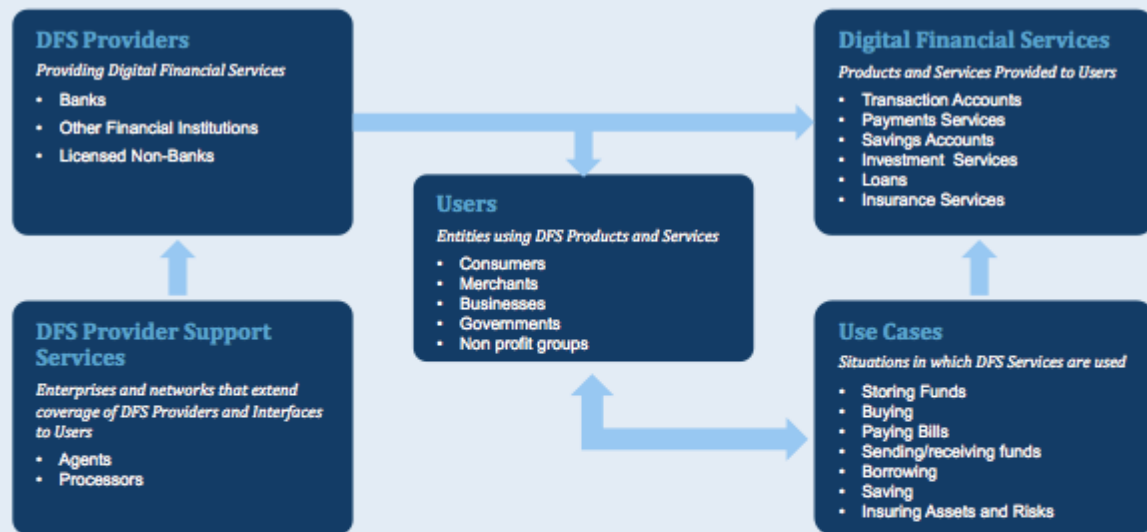 DFS Providers
Providing Digital Financial Services
• Banks
• Other Financial Institutions
• Licensed Non-Banks
Digital Financial Services
Products and Services Provided to Users
• Transaction Accounts
• Payments Services
• Savings Accounts
• Investment Services
• Loans
• Insurance Services
Users
Entities using DFS Products and Services
• Consumers
• Merchants
• Businesses
• Governments
• Non profit groups
DFS Provider Support
Services
Enterprises and networks that extend
coverage of DFS Providers and Interfaces
to Users
• Agents
• Processors
Use Cases
Situations in which DFS Services are used
• Storing Funds
• Buying
• Paying Bills
• Sending/receiving funds
• Borrowing
• Saving
• Insuring Assets and Risks